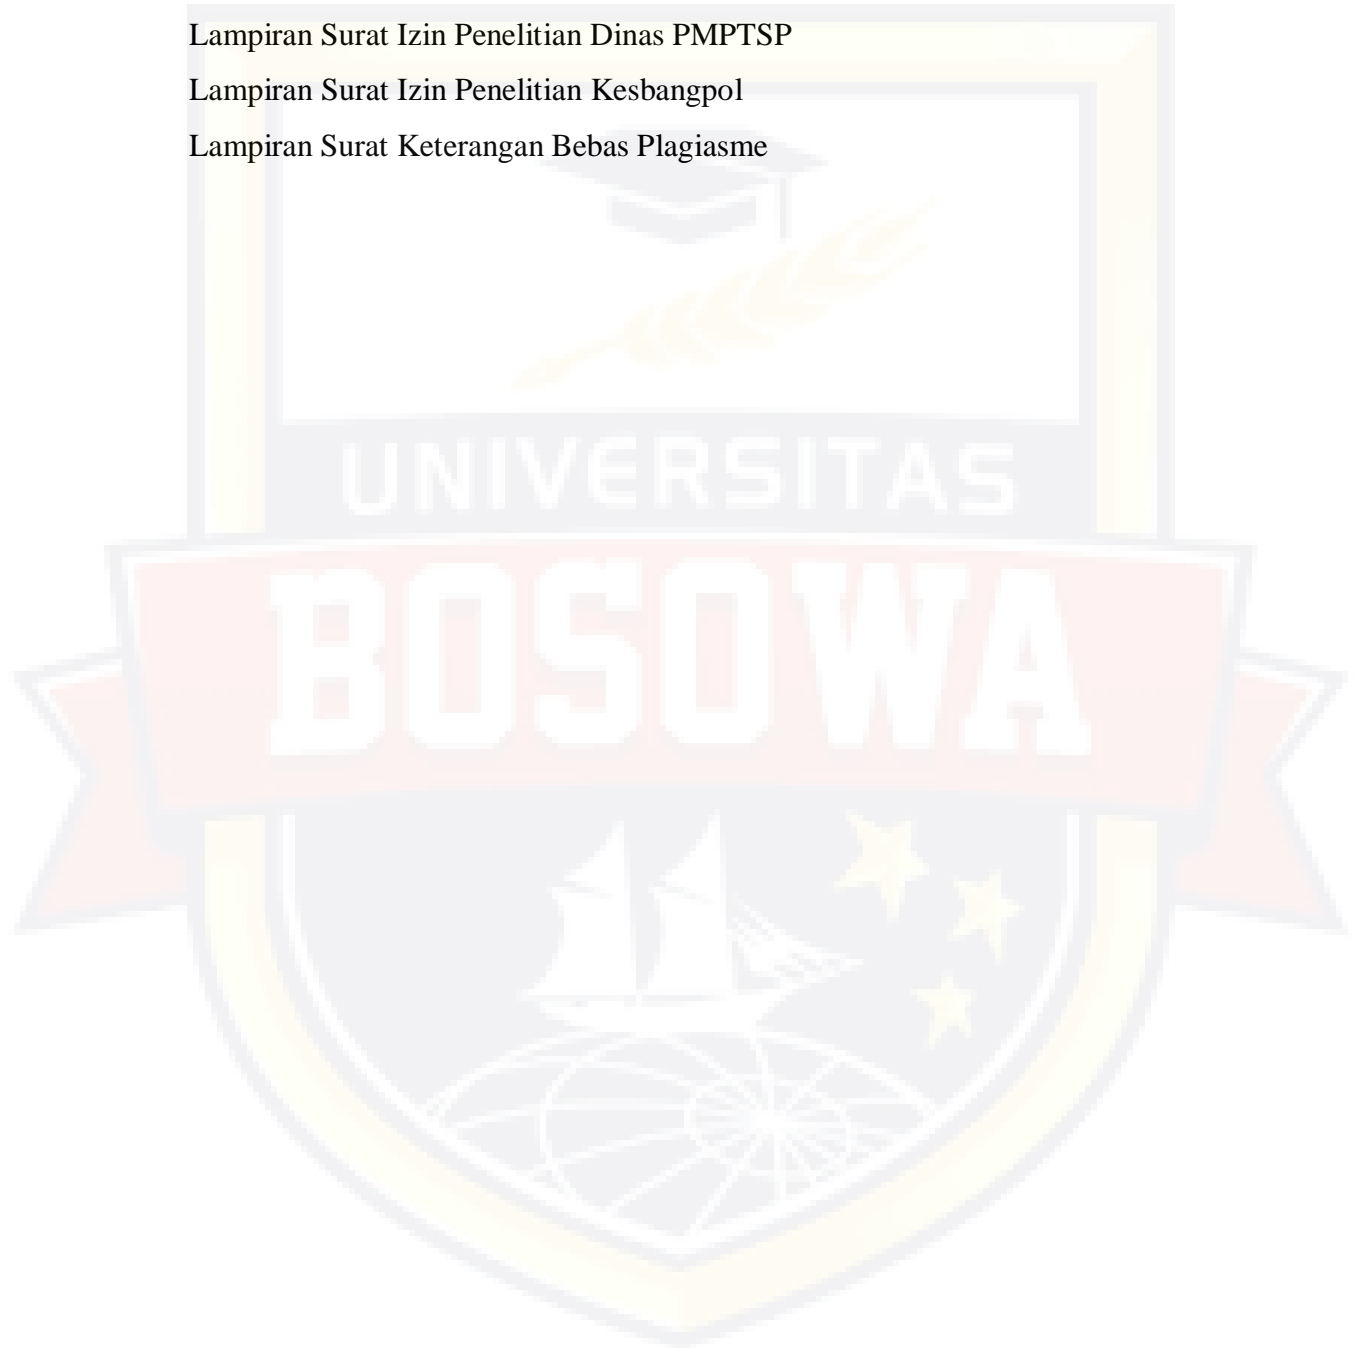 Lampiran Surat Izin Penelitian Dinas PMPTSP
Lampiran Surat Izin Penelitian Kesbangpol
Lampiran Surat Keterangan Bebas Plagiasme
UNIVERSITAS
BOSOWA